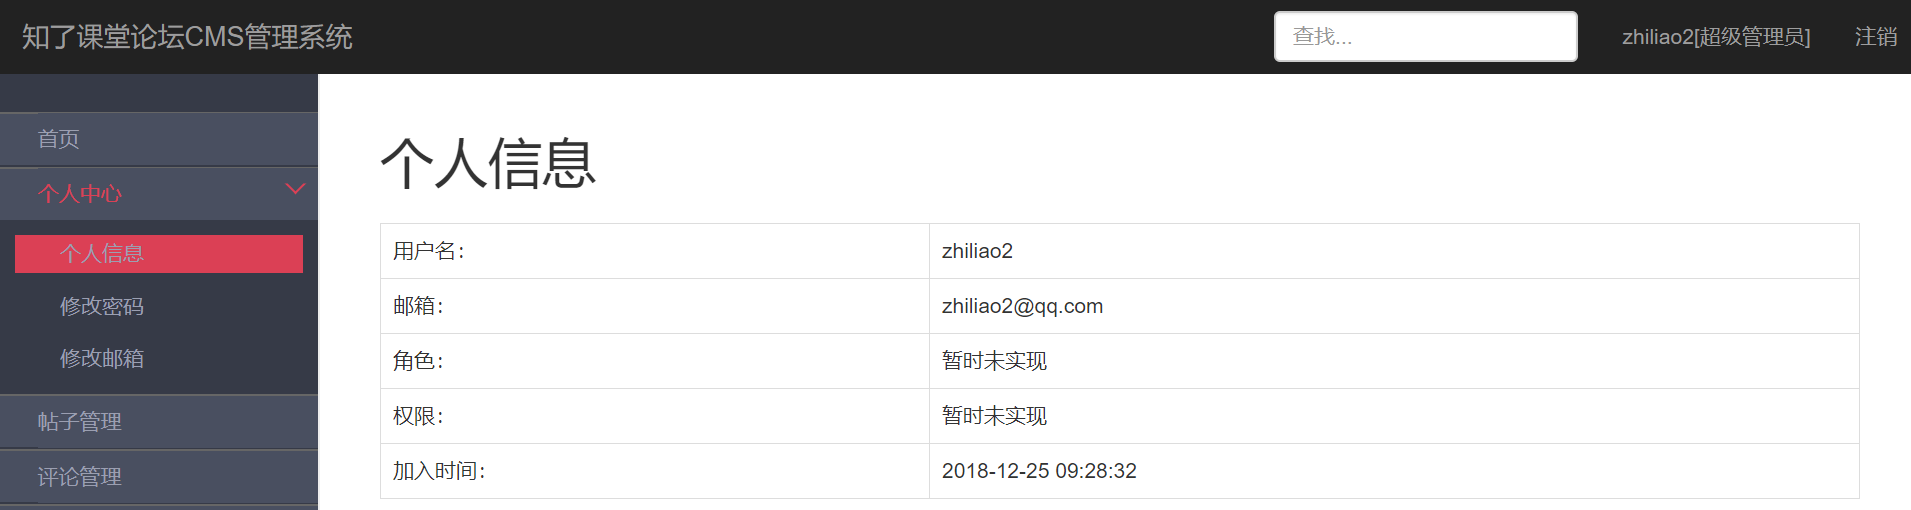 知了课堂论坛CMS管理系统
查找...
zhiliao2[超级管理员]
注销
首页
个人中心
个人信息
修改密码
修改邮箱
帖子管理
评论管理
个人信息
用户名： zhiliao2
邮箱： zhiliao2@qq.com
角色： 暂时未实现
权限： 暂时未实现
加入时间： 2018-12-25 09:28:32